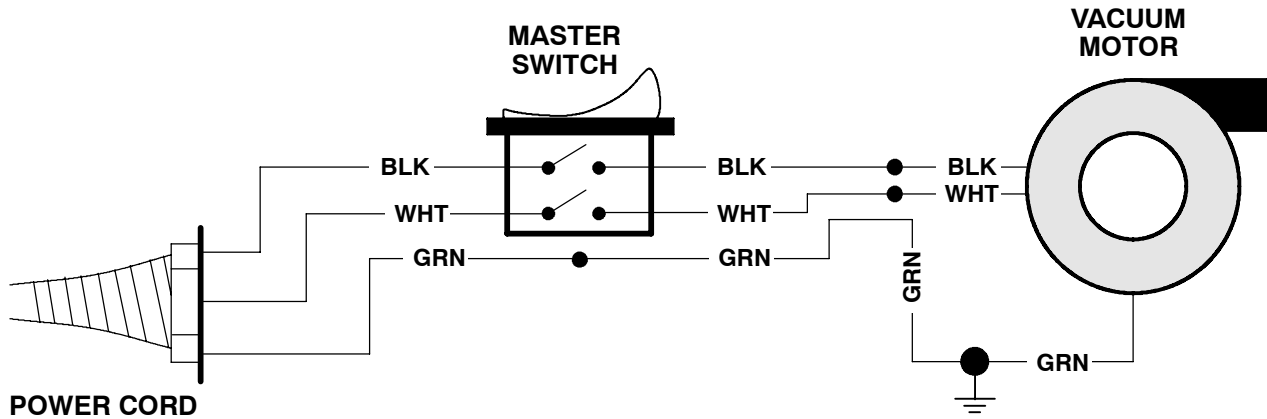 VACUUM
MOTOR
MASTER
SWITCH
BLK BLK BLK
WHT WHT WHT
GRN GRN
GRN
GRN
POWER CORD